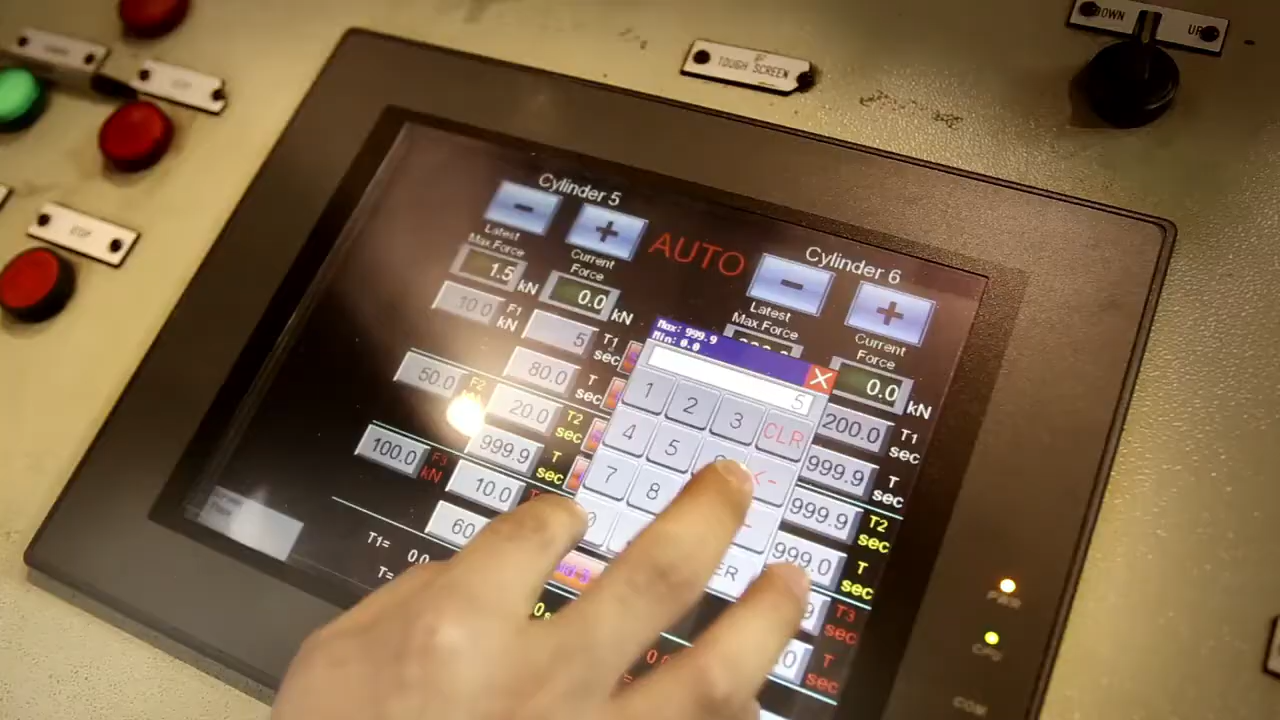 DOWN
UP
TOUGH SCREEN
Cylinder 5
-
+
AUTO
Cylinder 6
-
+
Latest
Max.Force
1.5 kN
Current
Force
0.0 kN
Latest
Max.Force
Current
Force
0.0 kN
10.0 F1
kN
5 T1
sec
80.0 T
sec
50.0 F2
20.0 T2
sec
999.9 T
sec
100.0 F3
kN
10.0
60
T1= 0.0
T=
Max: 999.9
Min: 0.0
X
5
1 2 3 CLR
4 5 <-
7 8
200.0 T1
sec
999.9 T
sec
999.9 T2
sec
999.0 T
sec
T3
sec
T
sec
PWR
CPU
COM